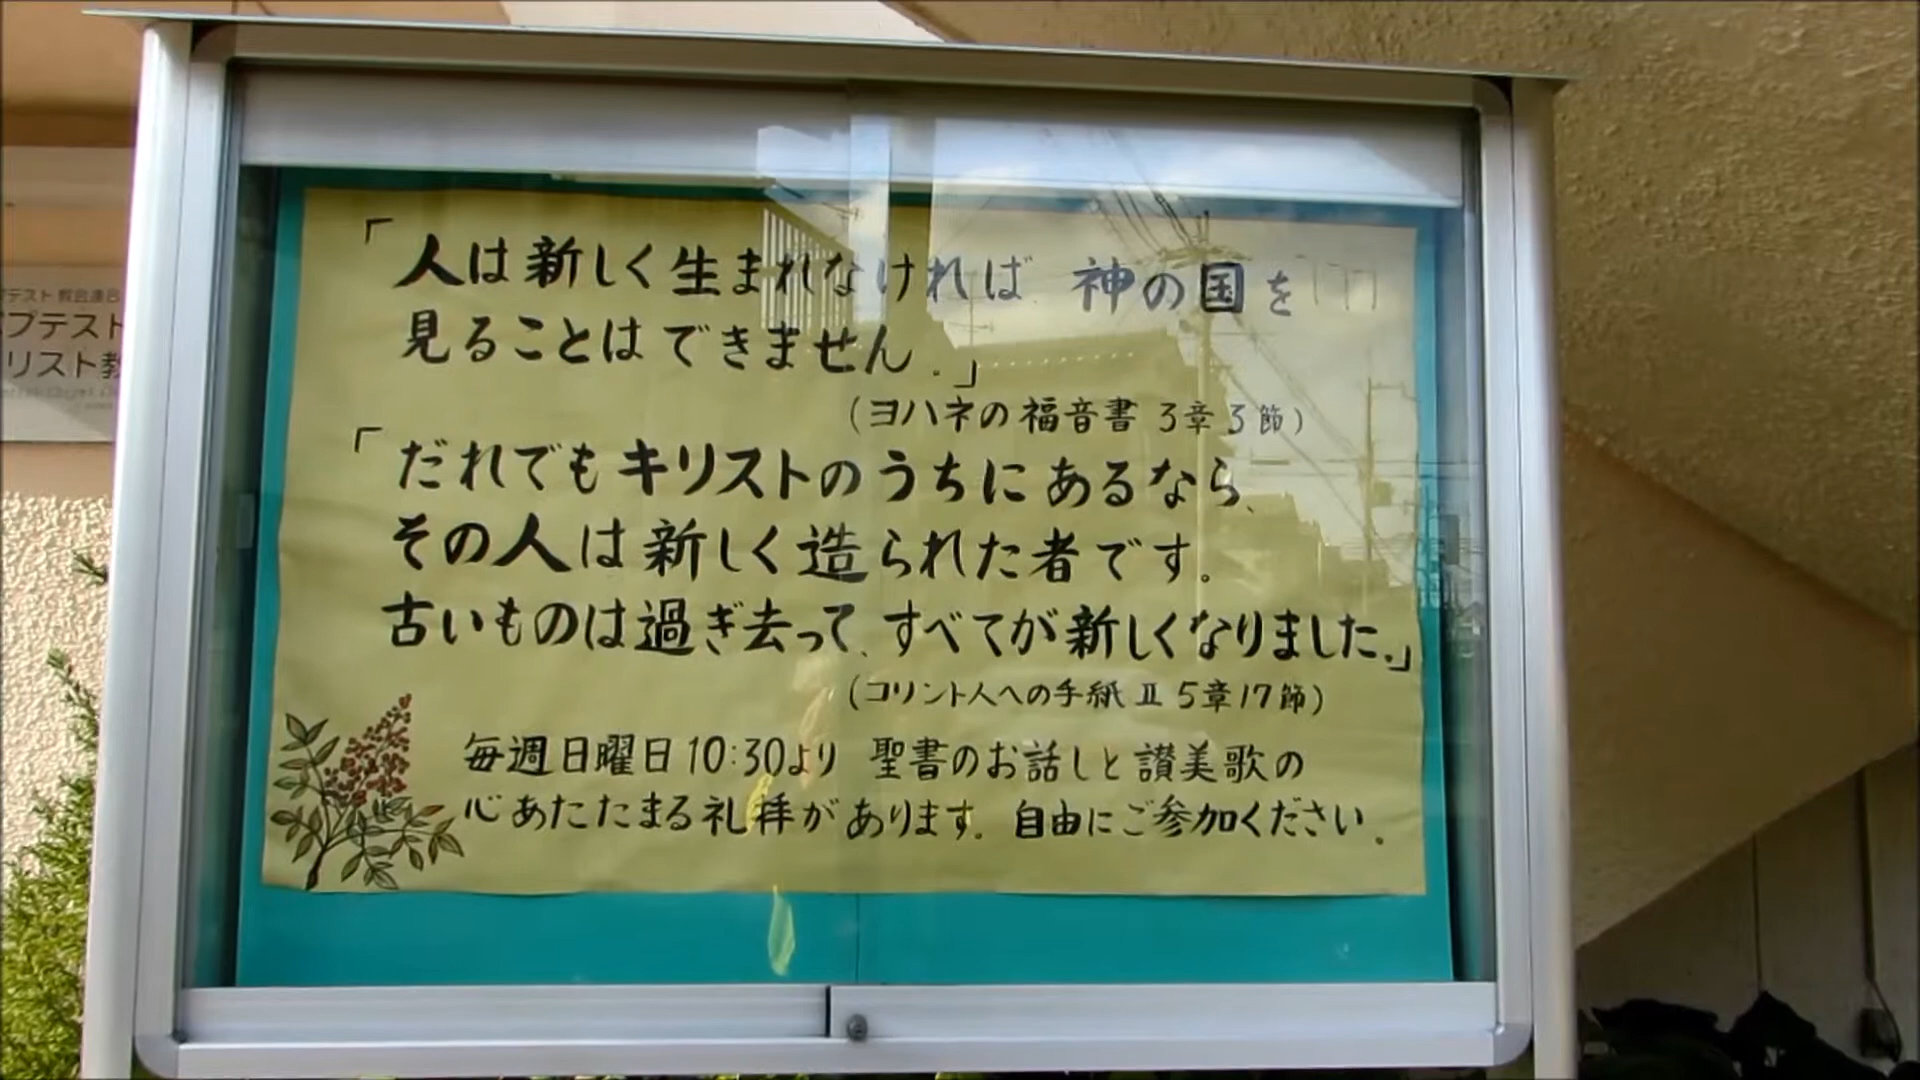 「人は新しく生まれなければ 神の国を
見ることはできません。」
(ヨハネの福音書 3章3節)
「だれでもキリストのうちにあるなら、
その人は新しく造られた者です。
古いものは過ぎ去って、すべてが新しくなりました。」
(コリント人への手紙Ⅱ 5章17節)
毎週日曜日10:30より 聖書のお話しと讃美歌の
心あたたまる礼拝があります。自由にご参加ください。
テスト教会連合
プテスト
リスト教